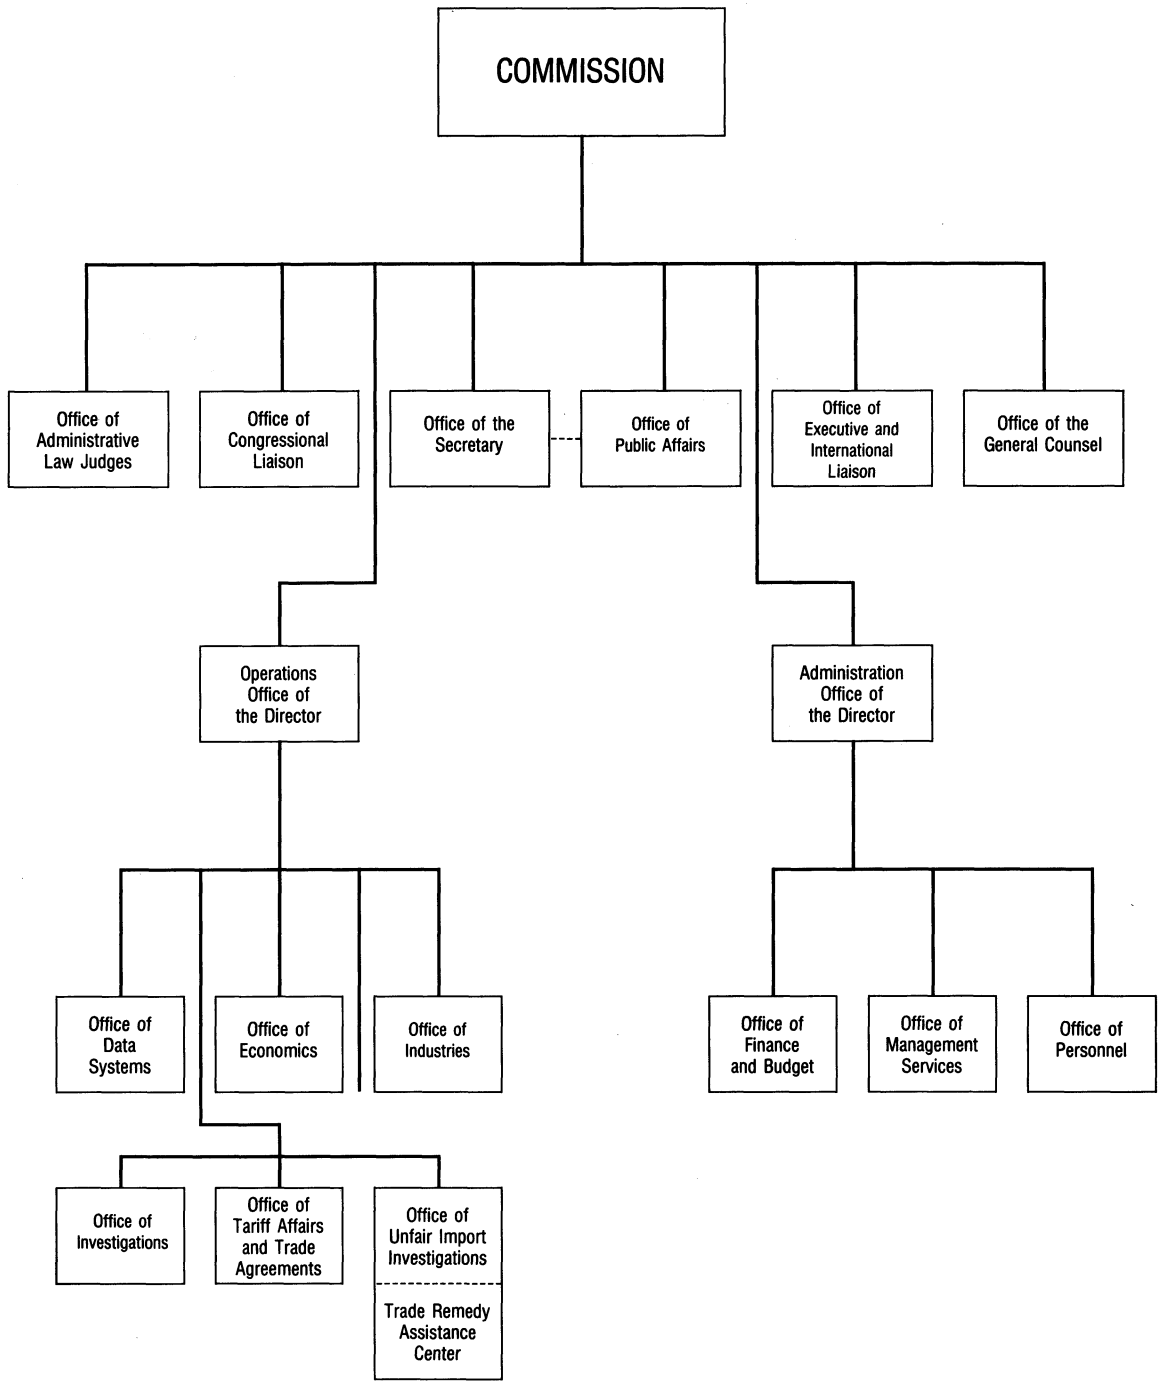 COMMISSION
Office of
Administrative
Law Judges
Office of
Congressional
Liaison
Office of the
Secretary
Office of
Public Affairs
Office of
Executive and
International
Liaison
Office of the
General Counsel
Operations
Office of
the Director
Administration
Office of
the Director
Office of
Data
Systems
Office of
Economics
Office of
Industries
Office of
Finance
and Budget
Office of
Management
Services
Office of
Personnel
Office of
Investigations
Office of
Tariff Affairs
and Trade
Agreements
Office of
Unfair Import
Investigations
Trade Remedy
Assistance
Center